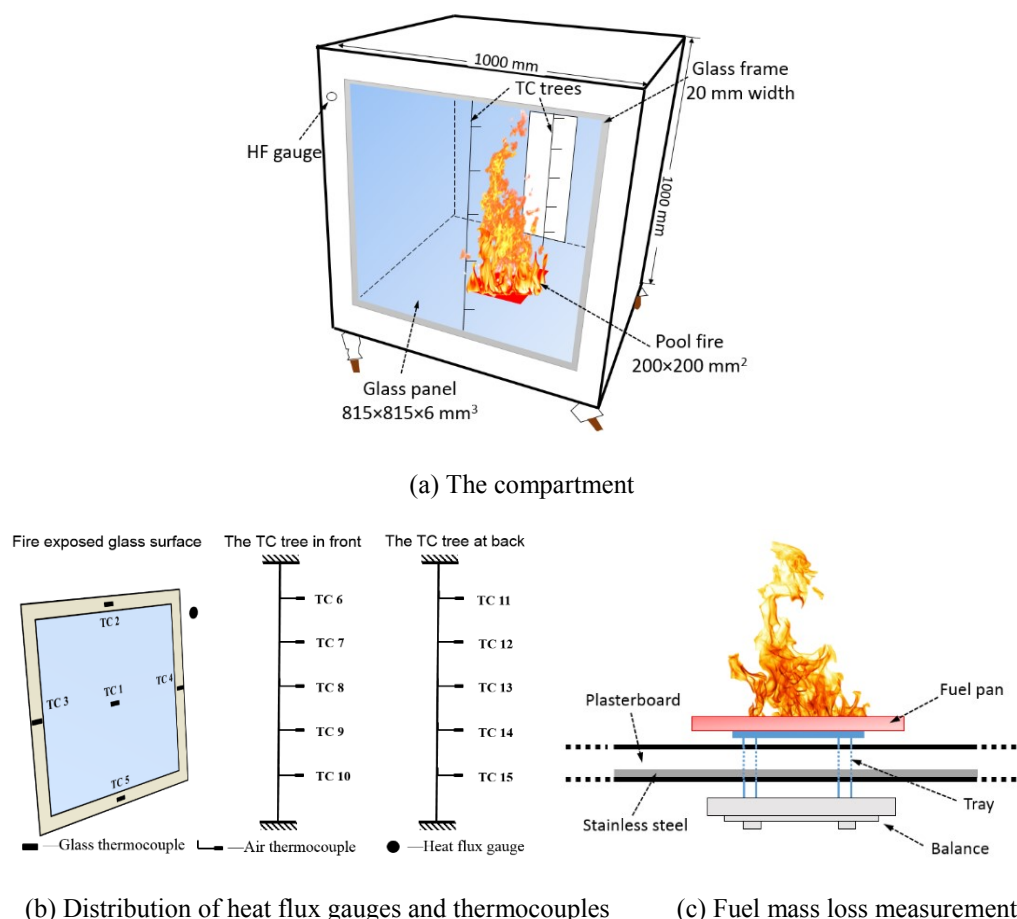 1000 mm
Glass frame
20 mm width
TC trees
HF gauge
1000 mm
Pool fire
200×200 mm²
Glass panel
815×815×6 mm³
(a) The compartment
Fire exposed glass surface
The TC tree in front
The TC tree at back
TC 2
TC 3
TC 1
TC 4
TC 5
TC 6
TC 7
TC 8
TC 9
TC 10
TC 11
TC 12
TC 13
TC 14
TC 15
—Glass thermocouple
—Air thermocouple
—Heat flux gauge
Plasterboard
Fuel pan
Stainless steel
Tray
Balance
(b) Distribution of heat flux gauges and thermocouples
(c) Fuel mass loss measurement